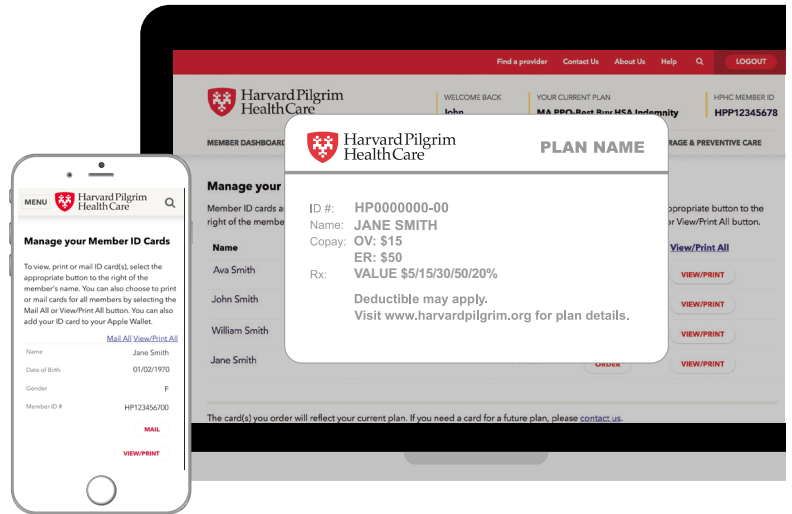 Find a provider Contact Us About Us Help LOGOUT
Harvard Pilgrim
Health Care
WELCOME BACK
John
YOUR CURRENT PLAN
MA PPO-Best Buy HSA Indemnity
HPHC MEMBER ID
HPP12345678
MEMBER DASHBOARD
& PREVENTIVE CARE
Manage your
Member ID cards
right of the
appropriate button to the
or View/Print All button.
Name
View/Print All
Ava Smith
VIEW/PRINT
John Smith
VIEW/PRINT
William Smith
VIEW/PRINT
Jane Smith
ORDER
VIEW/PRINT
The card(s) you order will reflect your current plan. If you need a card for a future plan, please contact us.
Harvard Pilgrim
Health Care
PLAN NAME
ID #: HP0000000-00
Name: JANE SMITH
Copay: OV: $15
ER: $50
Rx: VALUE $5/15/30/50/20%
Deductible may apply.
Visit www.harvardpilgrim.org for plan details.
MENU
Harvard Pilgrim
Health Care
Manage your Member ID Cards
To view, print or mail ID card(s), select the
appropriate button to the right of the
member's name. You can also choose to print
or mail cards for all members by selecting the
Mail All or View/Print All button. You can also
add your ID card to your Apple Wallet.
Mail All View/Print All
Name Jane Smith
Date of Birth 01/02/1970
Gender F
Member ID # HP123456700
MAIL
VIEW/PRINT